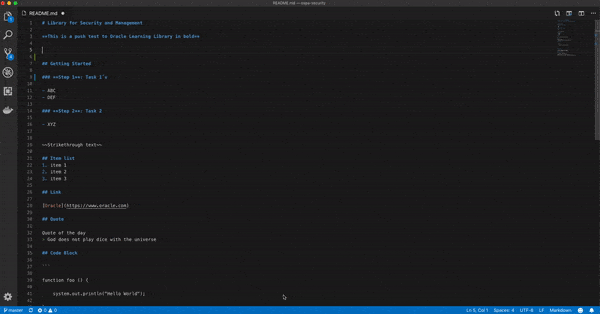 README.md — oopu-security
README.md
1 # Library for Security and Management
2
3 **This is a push test to Oracle Learning Library in bold**
4
5
6
7 ## Getting Started
8
9 ### **Step 1**: Task 1's
10
11 - ABC
12 - DEF
13
14 ### **Step 2**: Task 2
15
16 - XYZ
17
18
19 ~~Strikethrough text~~
20
21 ## Item list
22 1. item 1
23 2. item 2
24 3. item 3
25
26 ## Link
27
28 [Oracle](https://www.oracle.com)
29
30 ## Quote
31
32 Quote of the day
33 > God does not play dice with the universe
34
35 ## Code Block
36
37 ```
38
39 function foo () {
40
41 system.out.println("Hello World");
42
master 0 0 Ln 5, Col 1 Spaces: 4 UTF-8 LF Markdown